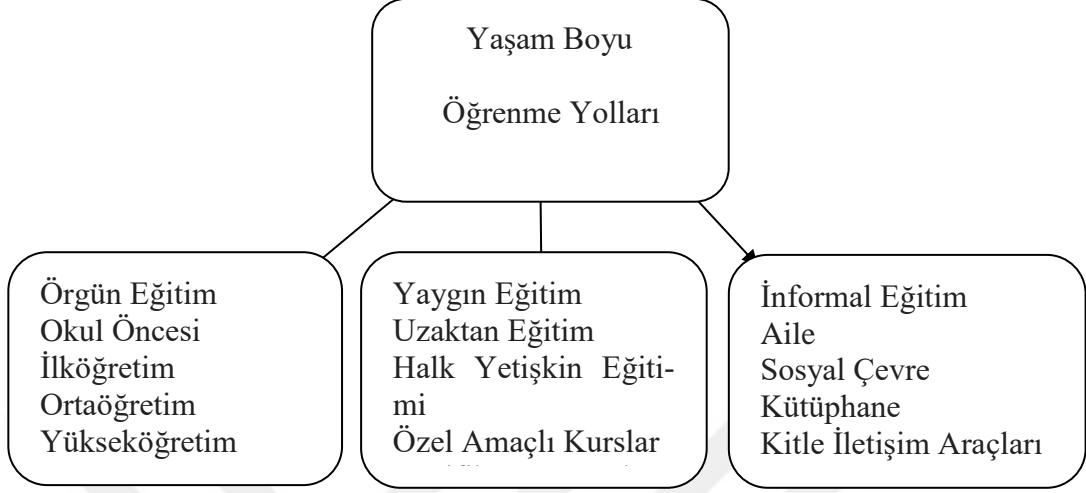 Yaşam Boyu
Öğrenme Yolları
Örgün Eğitim
Okul Öncesi
İlköğretim
Ortaöğretim
Yükseköğretim
Yaygın Eğitim
Uzaktan Eğitim
Halk Yetişkin Eğiti-
mi
Özel Amaçlı Kurslar
İnformal Eğitim
Aile
Sosyal Çevre
Kütüphane
Kitle İletişim Araçları